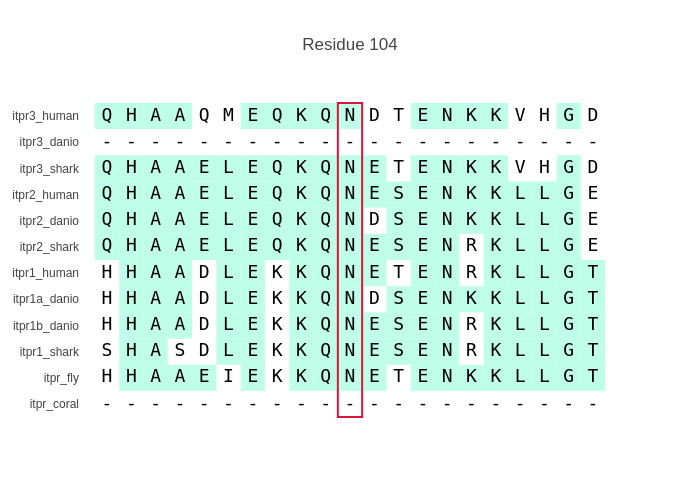 Residue 104
itpr3_human Q H A A Q M E Q K Q N D T E N K K V H G D
itpr3_danio - - - - - - - - - - - - - - - - - - - - -
itpr3_shark Q H A A E L E Q K Q N E T E N K K V H G D
itpr2_human Q H A A E L E Q K Q N E S E N K K L L G E
itpr2_danio Q H A A E L E Q K Q N D S E N K K L L G E
itpr2_shark Q H A A E L E Q K Q N E S E N R K L L G E
itpr1_human H H A A D L E K K Q N E T E N R K L L G T
itpr1a_danio H H A A D L E K K Q N D S E N K K L L G T
itpr1b_danio H H A A D L E K K Q N E S E N R K L L G T
itpr1_shark S H A S D L E K K Q N E S E N R K L L G T
itpr_fly H H A A E I E K K Q N E T E N K K L L G T
itpr_coral - - - - - - - - - - - - - - - - - - - - -